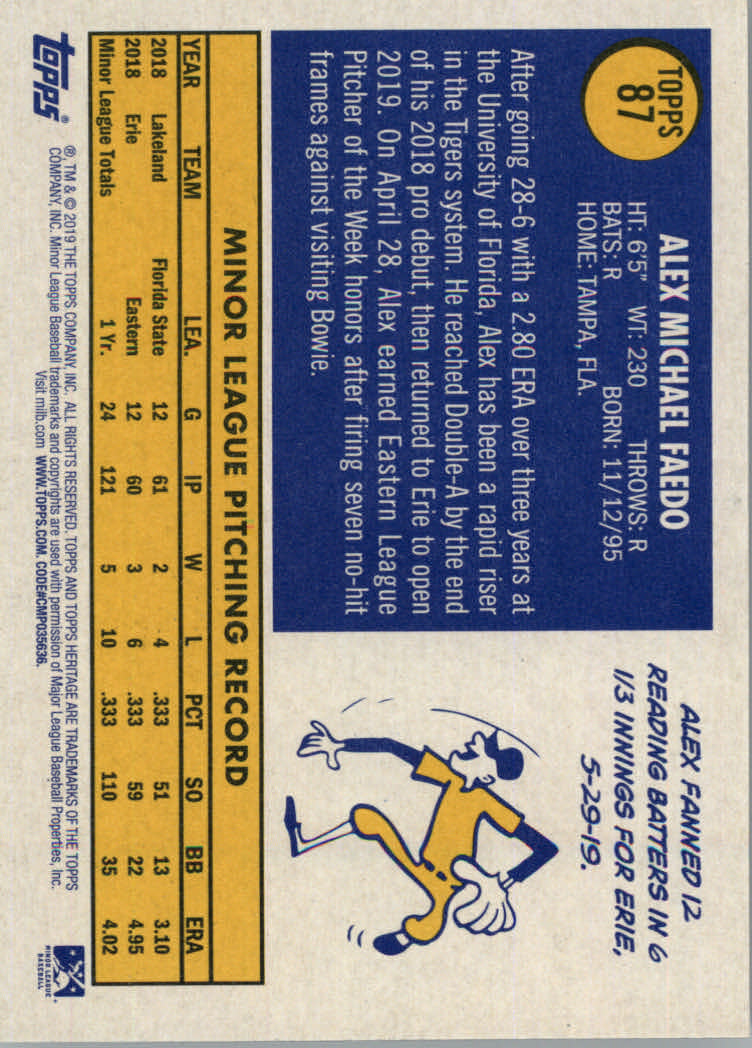 TOPPS
87
ALEX MICHAEL FAEDO
HT: 6'5" WT: 230 THROWS: R
BATS: R BORN: 11/12/95
HOME: TAMPA, FLA.
After going 28-6 with a 2.80 ERA over three years at
the University of Florida, Alex has been a rapid riser
in the Tigers system. He reached Double-A by the end
of his 2018 pro debut, then returned to Erie to open
2019. On April 28, Alex earned Eastern League
Pitcher of the Week honors after firing seven no-hit
frames against visiting Bowie.
ALEX FANNED 12
READING BATTERS IN 6
1/3 INNINGS FOR ERIE,
5-29-19.
MINOR LEAGUE PITCHING RECORD
YEAR TEAM LEA. G IP W L PCT SO BB ERA
2018 Lakeland Florida State 12 61 2 4 .333 51 13 3.10
2018 Erie Eastern 12 60 3 6 .333 59 22 4.95
Minor League Totals 1 Yr. 24 121 5 10 .333 110 35 4.02
topps®
®, TM & © 2019 THE TOPPS COMPANY, INC. ALL RIGHTS RESERVED. TOPPS AND TOPPS HERITAGE ARE TRADEMARKS OF THE TOPPS
COMPANY, INC. Minor League Baseball trademarks and copyrights are used with permission of Major League Baseball Properties, Inc.
Visit milb.com WWW.TOPPS.COM. CODE#CMP035636.
MINOR LEAGUE
BASEBALL